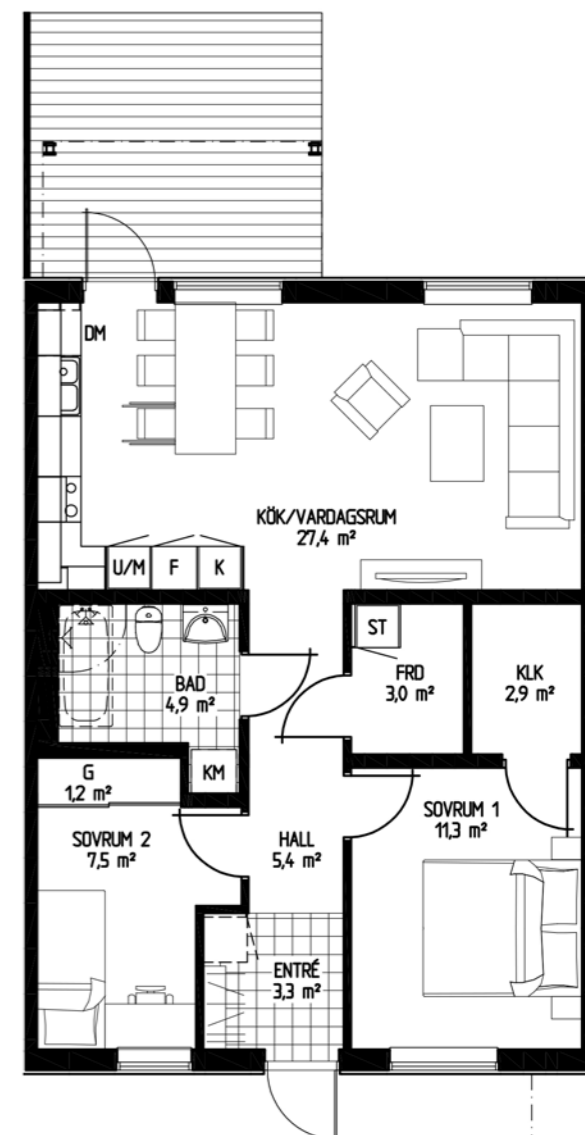 DM
KÖK/VARDAGSRUM
27,4 m²
U/M
F
K
ST
BAD
4,9 m²
FRD
3,0 m²
KLK
2,9 m²
KM
G
1,2 m²
SOVRUM 2
7,5 m²
HALL
5,4 m²
SOVRUM 1
11,3 m²
ENTRÉ
3,3 m²